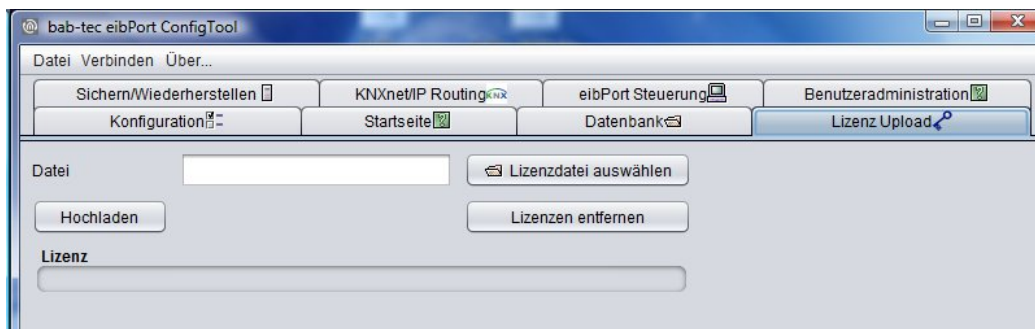 bab-tec eibPort ConfigTool
Datei Verbinden Über...
Sichern/Wiederherstellen KNXnet/IP Routing KNX eibPort Steuerung Benutzeradministration
Konfiguration Startseite Datenbank Lizenz Upload
Datei Lizenzdatei auswählen
Hochladen Lizenzen entfernen
Lizenz